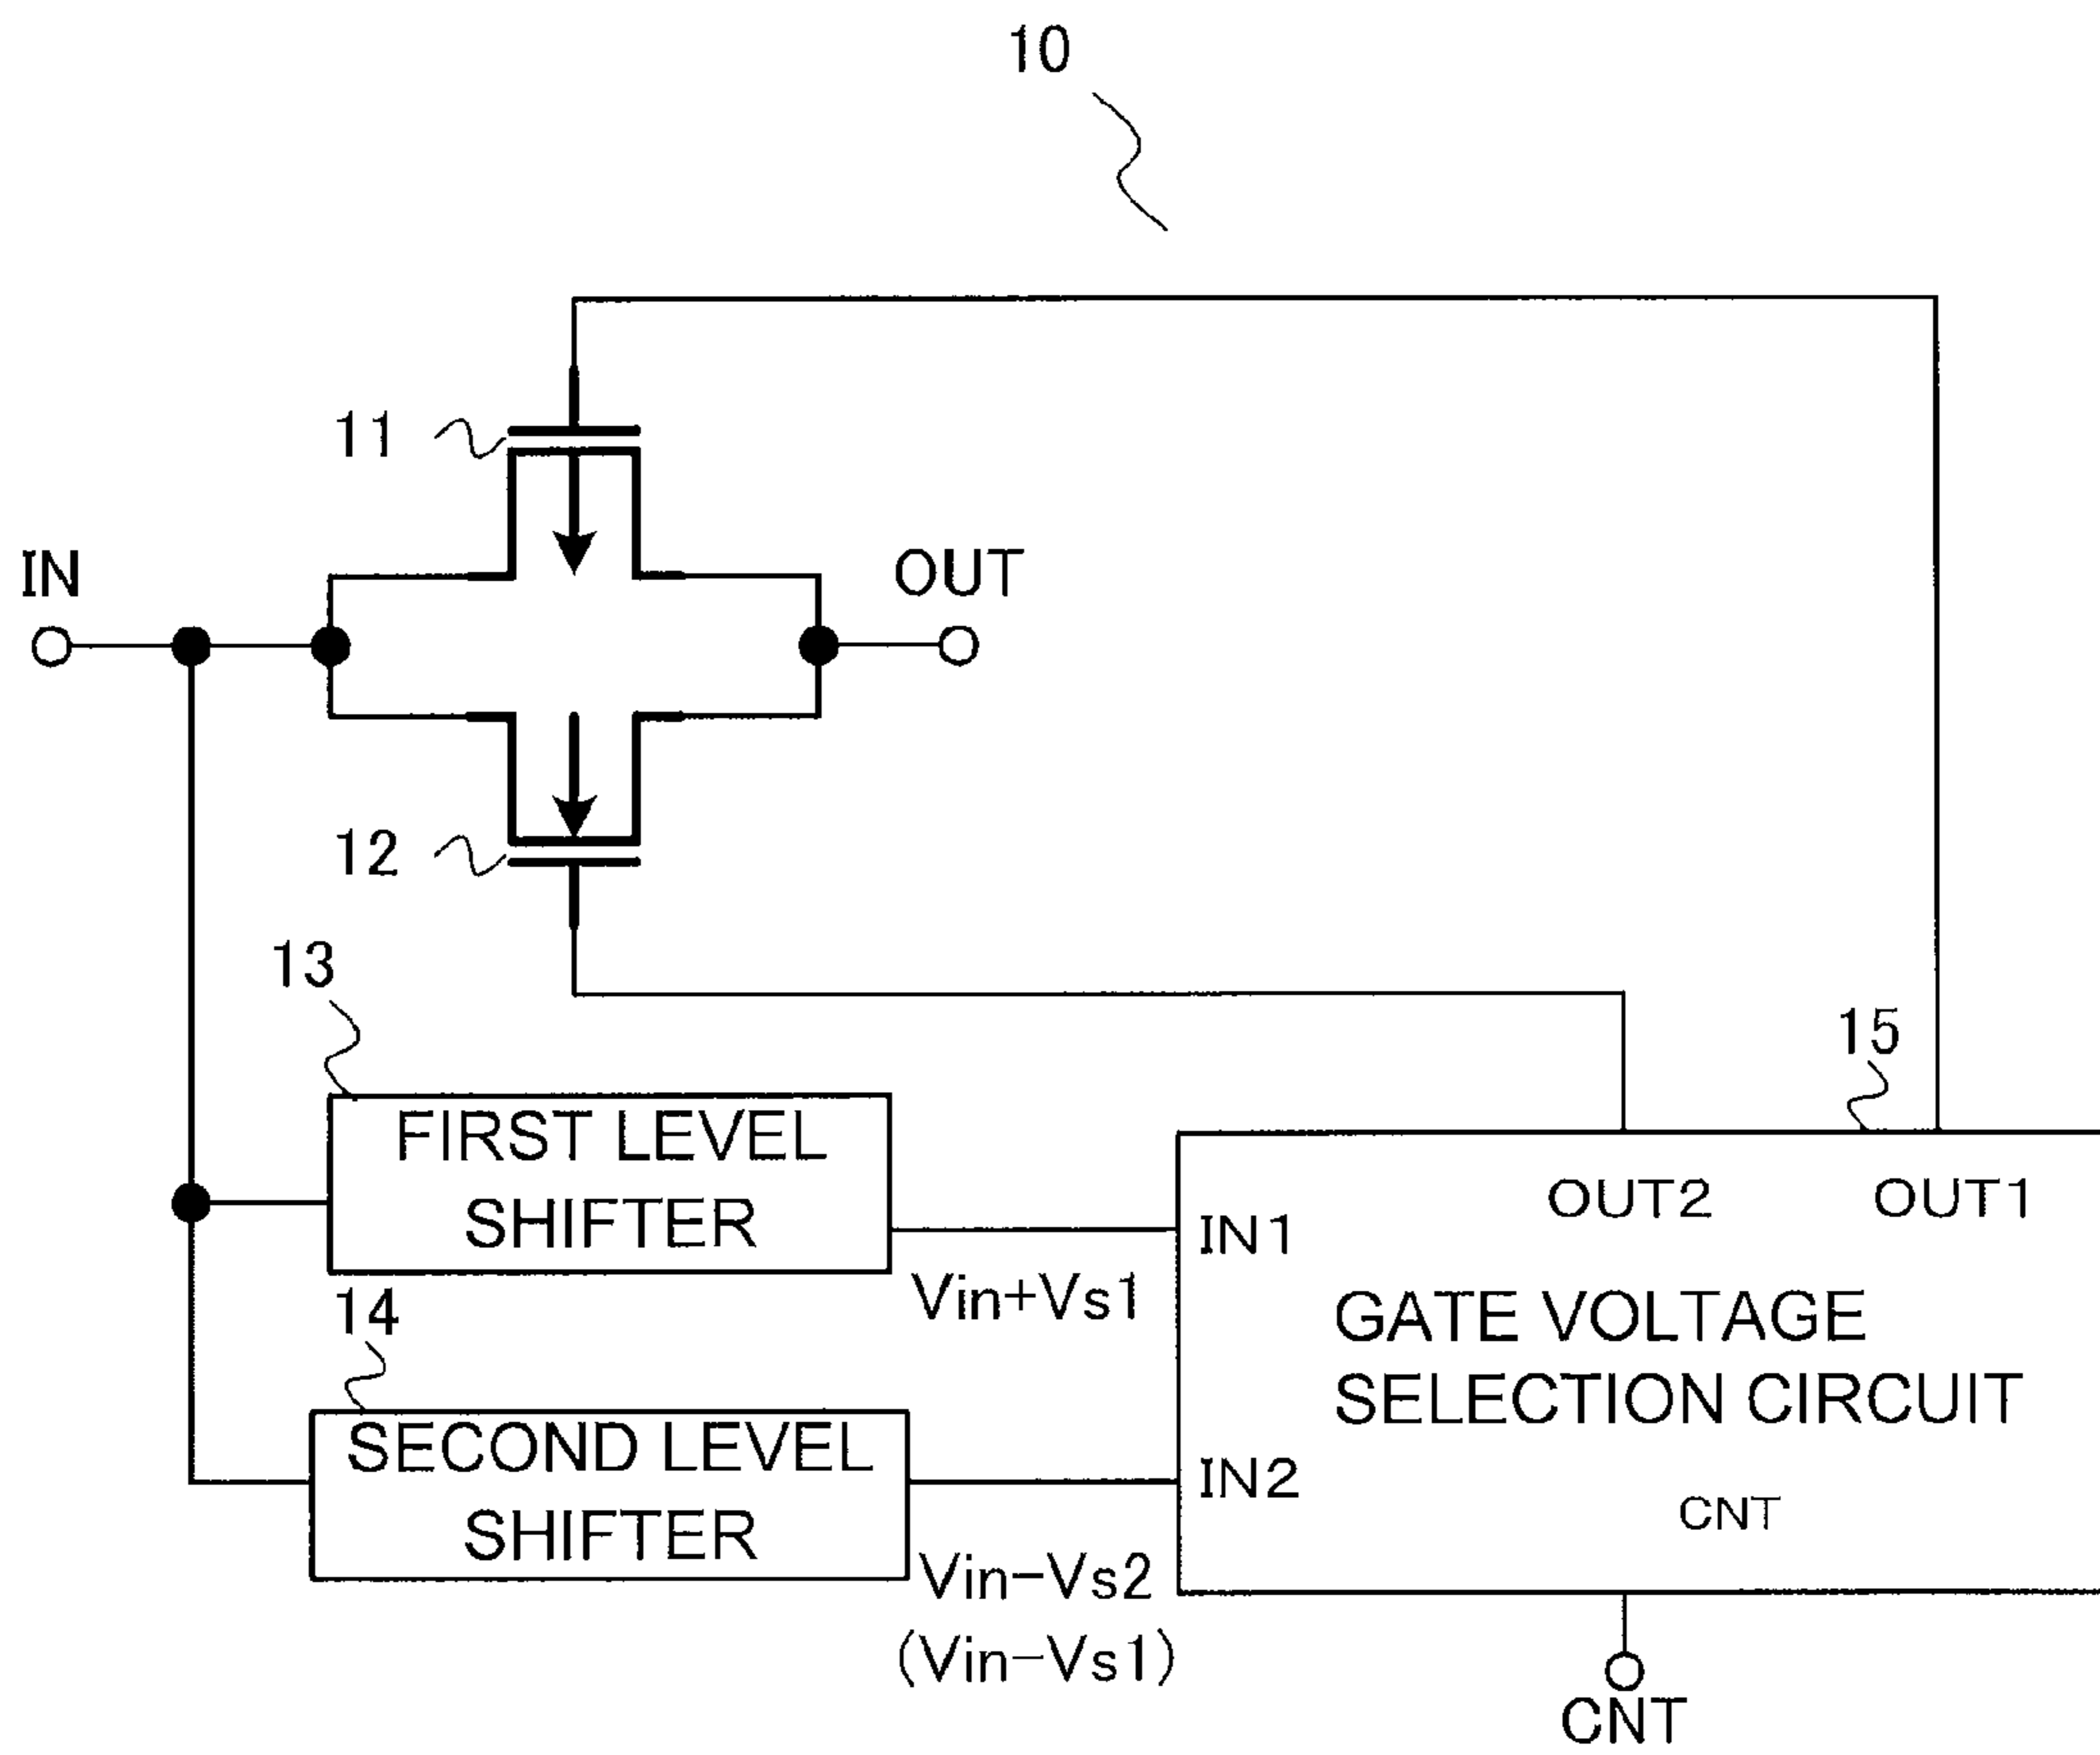 10
11
IN
OUT
12
13
15
FIRST LEVEL
SHIFTER
OUT2
OUT1
IN1
Vin+Vs1
14
GATE VOLTAGE
SELECTION CIRCUIT
SECOND LEVEL
SHIFTER
IN2
CNT
Vin−Vs2
(Vin−Vs1)
CNT